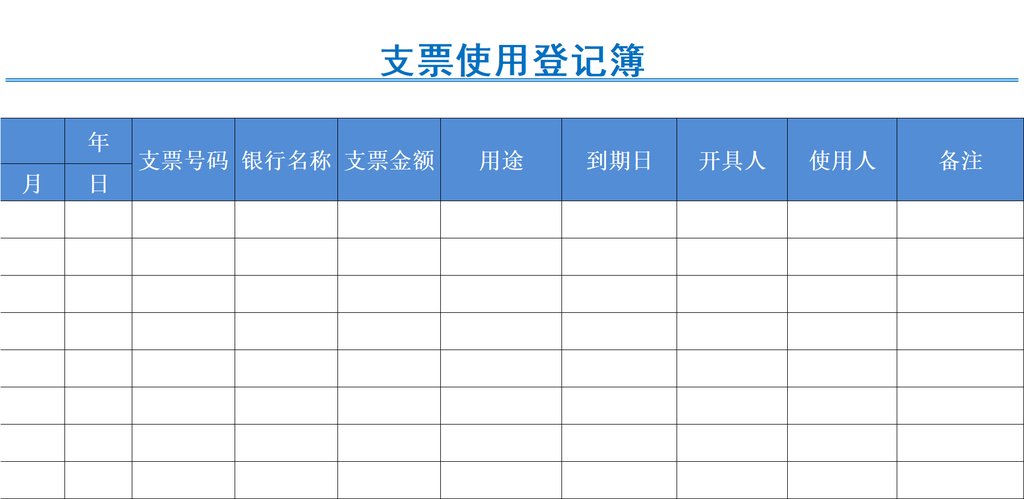 支票使用登记簿
年
月 日 支票号码 银行名称 支票金额 用途 到期日 开具人 使用人 备注